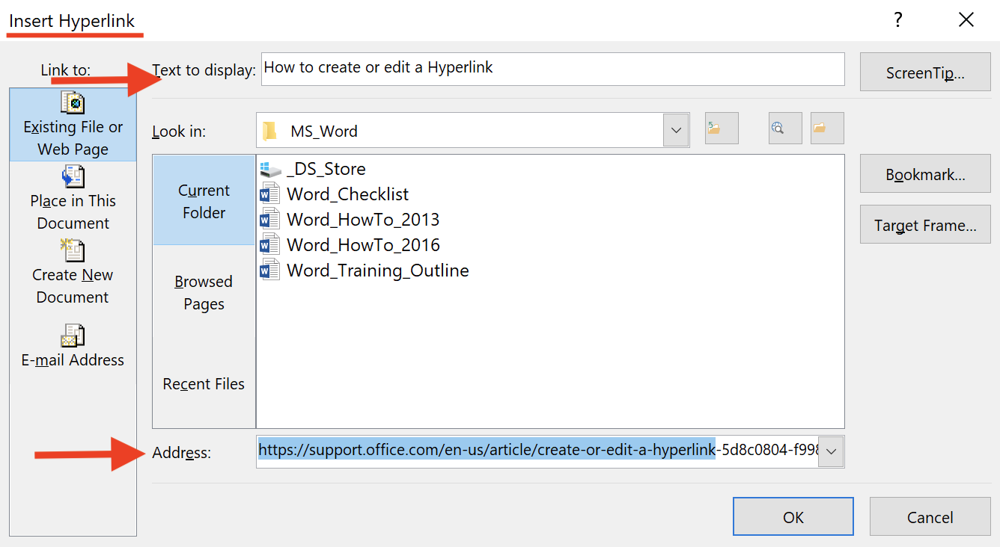 Insert Hyperlink
?
Link to:
Text to display:
How to create or edit a Hyperlink
ScreenTip...
Existing File or
Web Page
Look in:
MS_Word
Place in This
Document
Create New
Document
E-mail Address
Current
Folder
Browsed
Pages
Recent Files
_DS_Store
Word_Checklist
Word_HowTo_2013
Word_HowTo_2016
Word_Training_Outline
Bookmark...
Target Frame...
Address:
https://support.office.com/en-us/article/create-or-edit-a-hyperlink-5d8c0804-f998
OK
Cancel